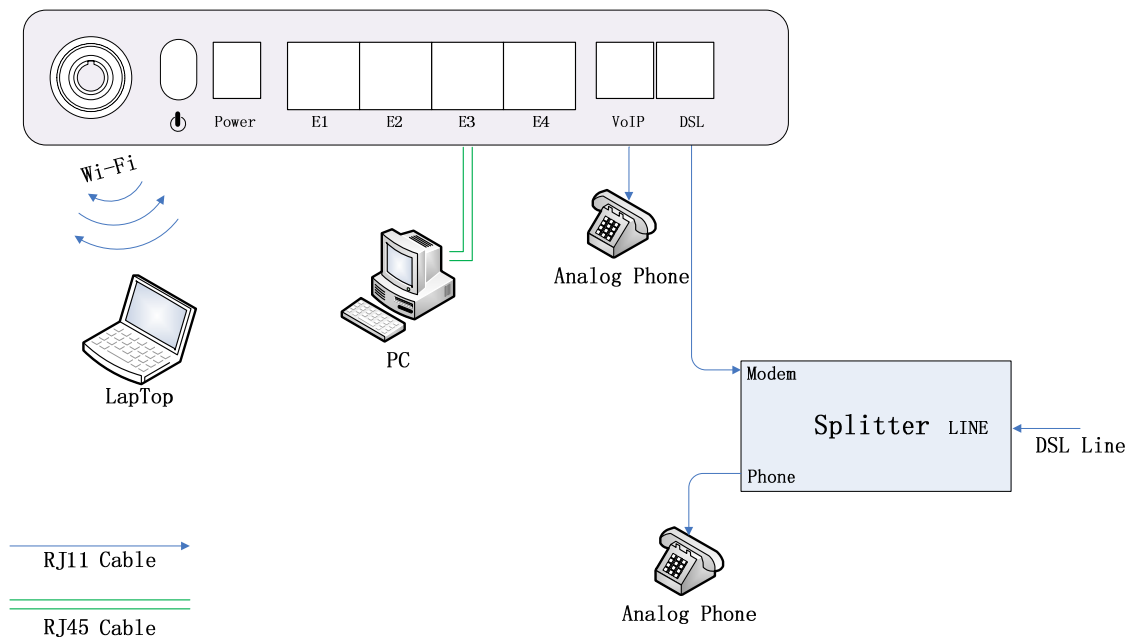 Power
E1
E2
E3
E4
VoIP
DSL
Wi-Fi
Analog Phone
PC
LapTop
Modem
Splitter LINE
DSL Line
Phone
RJ11 Cable
Analog Phone
RJ45 Cable